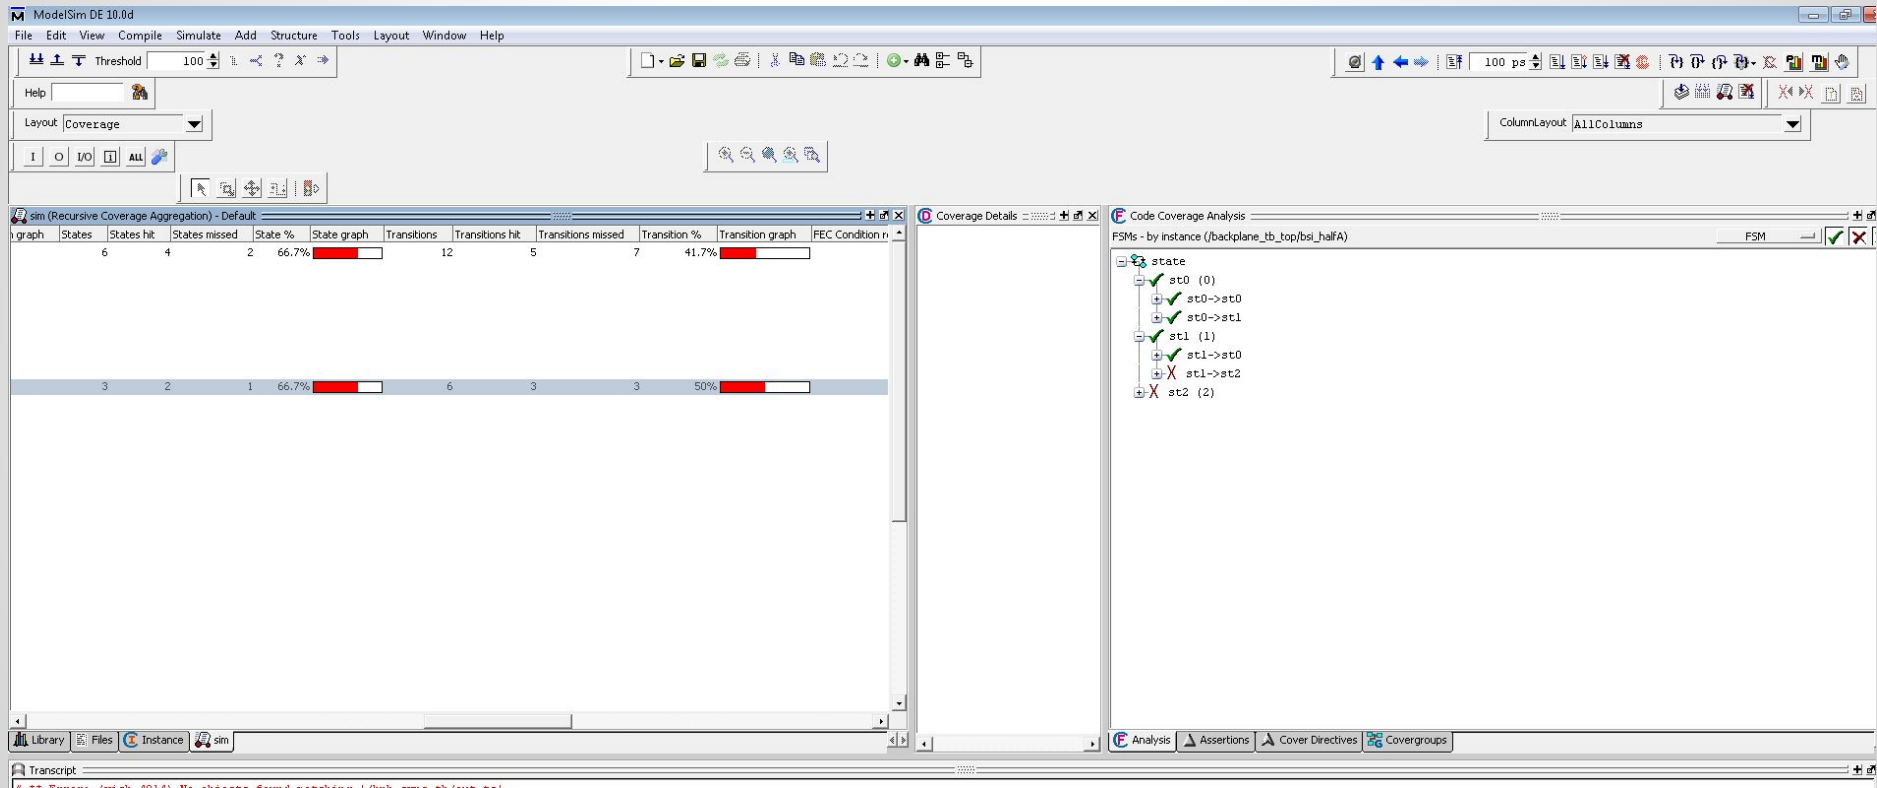 ModelSim DE 10.0d
File Edit View Compile Simulate Add Structure Tools Layout Window Help
Threshold 100
100 ps
Help
Layout Coverage
ColumnLayout AllColumns
I O I/O i ALL
sim (Recursive Coverage Aggregation) - Default
graph States States hit States missed State % State graph Transitions Transitions hit Transitions missed Transition % Transition graph FEC Condition r
6 4 2 66.7% 12 5 7 41.7%
3 2 1 66.7% 6 3 3 50%
Library Files Instance sim
Coverage Details
Code Coverage Analysis
FSMs - by instance (/backplane_tb_top/bsi_halfA) FSM
state
st0 (0)
st0->st0
st0->st1
st1 (1)
st1->st0
st1->st2
st2 (2)
Analysis Assertions Cover Directives Covergroups
Transcript